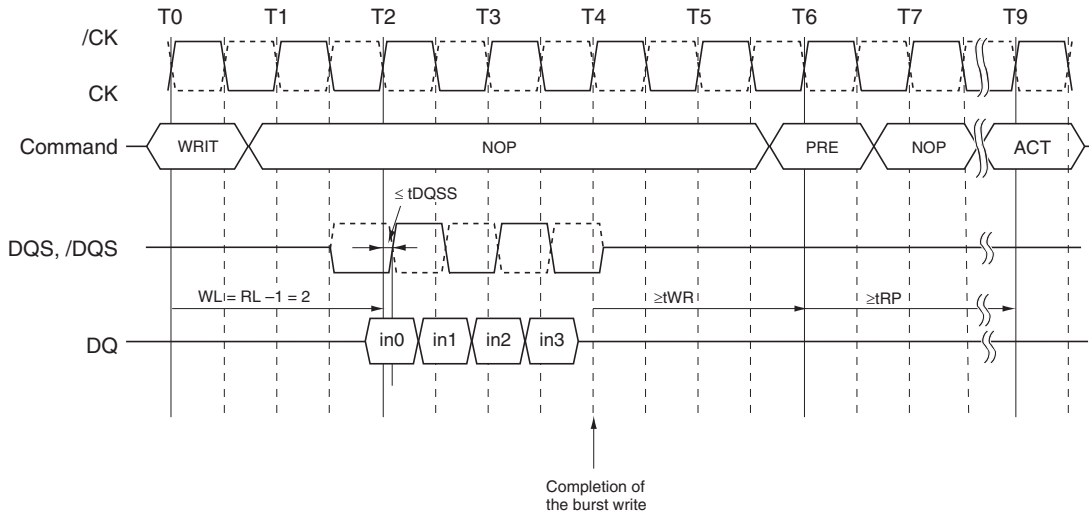 T0 T1 T2 T3 T4 T5 T6 T7 T9
/CK
CK
Command WRIT NOP PRE NOP ACT
≤ tDQSS
DQS, /DQS
WL = RL −1 = 2 ≥tWR ≥tRP
DQ in0 in1 in2 in3
Completion of
the burst write